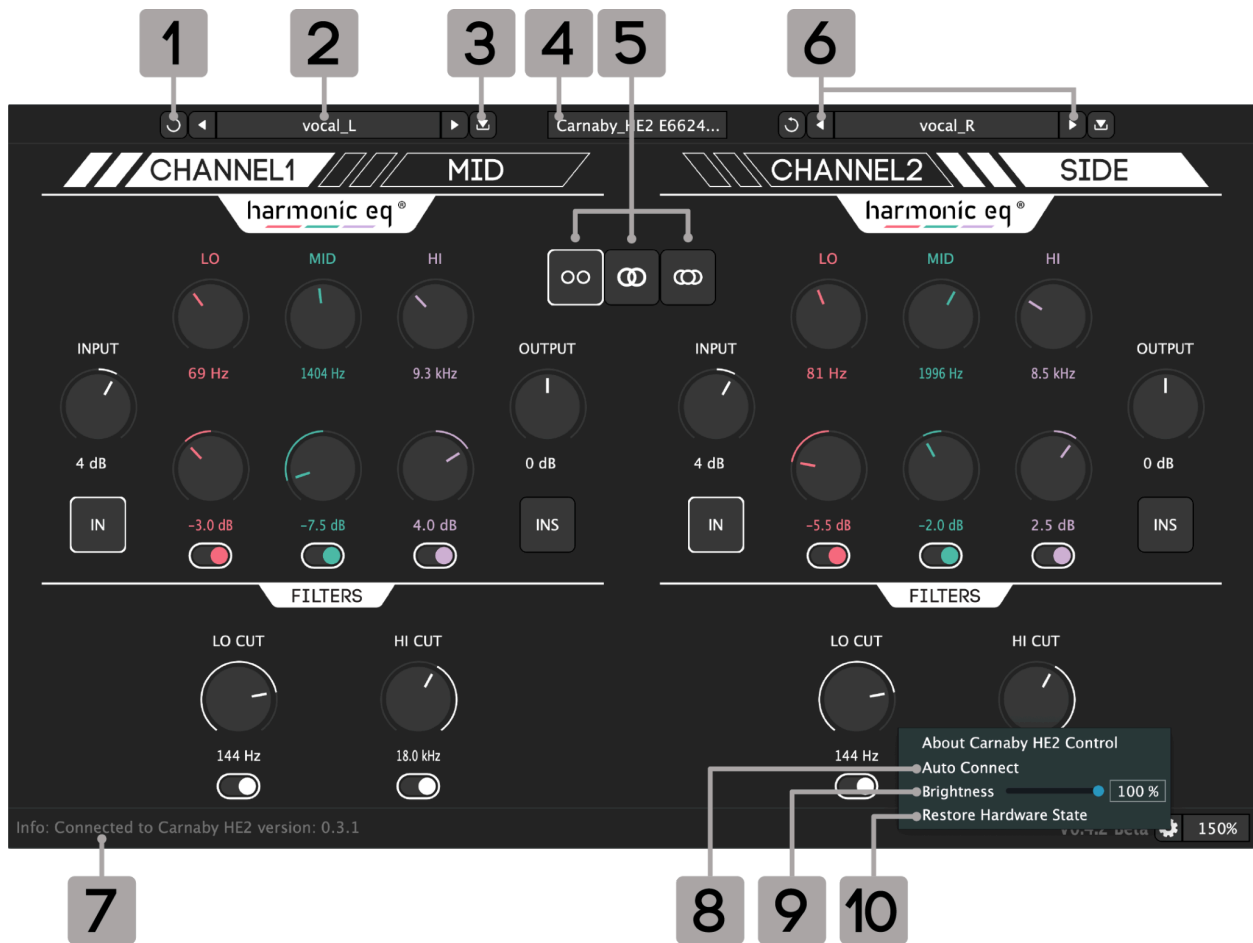 1 2 3 4 5 6
vocal_L Carnaby_HE2 E6624... vocal_R
CHANNEL1 MID CHANNEL2 SIDE
harmonic eq® harmonic eq®
LO MID HI LO MID HI
INPUT OUTPUT INPUT OUTPUT
69 Hz 1404 Hz 9.3 kHz 81 Hz 1996 Hz 8.5 kHz
4 dB 0 dB 4 dB 0 dB
IN -3.0 dB -7.5 dB 4.0 dB INS IN -5.5 dB -2.0 dB 2.5 dB INS
FILTERS FILTERS
LO CUT HI CUT LO CUT HI CUT
144 Hz 18.0 kHz 144 Hz
About Carnaby HE2 Control
Auto Connect
Brightness 100 %
Restore Hardware State
Info: Connected to Carnaby HE2 version: 0.3.1 V0.4.2 Beta 150%
7 8 9 10